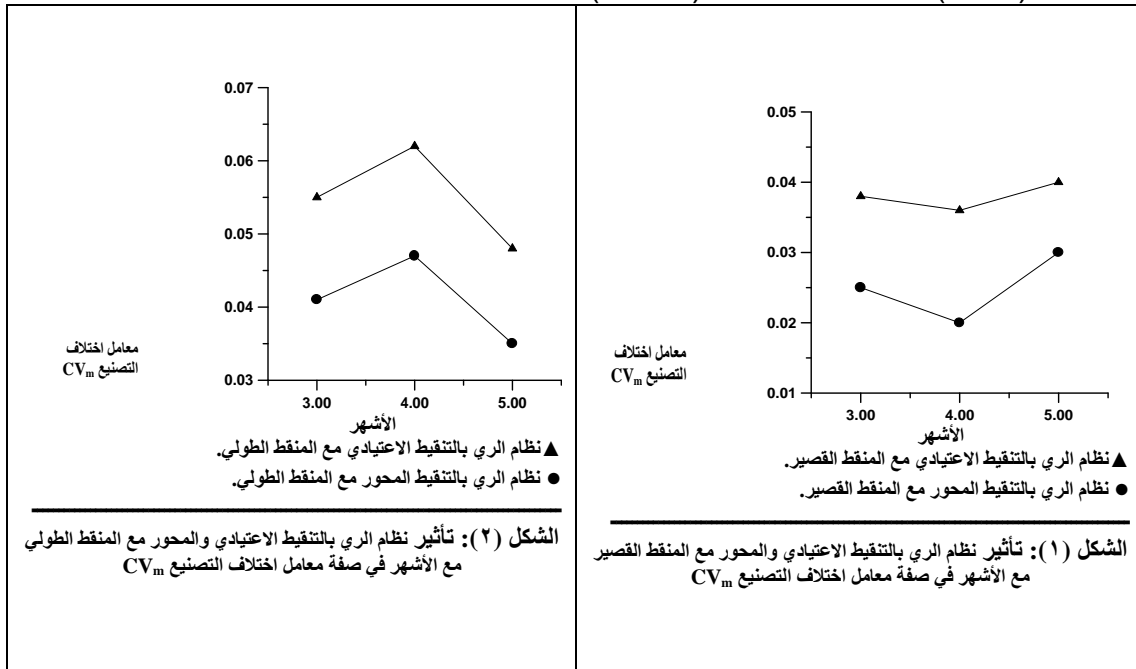 0.05
0.04
0.03
0.02
0.01
معامل اختلاف
التصنيع CVm
3.00 4.00 5.00
الأشهر
▲نظام الري بالتنقيط الاعتيادي مع المنقط القصير.
● نظام الري بالتنقيط المحور مع المنقط القصير.
الشكل (١): تأثير نظام الري بالتنقيط الاعتيادي والمحور مع المنقط القصير
مع الأشهر في صفة معامل اختلاف التصنيع CVm
0.07
0.06
0.05
0.04
0.03
معامل اختلاف
التصنيع CVm
3.00 4.00 5.00
الأشهر
▲نظام الري بالتنقيط الاعتيادي مع المنقط الطولي.
● نظام الري بالتنقيط المحور مع المنقط الطولي.
الشكل (٢): تأثير نظام الري بالتنقيط الاعتيادي والمحور مع المنقط الطولي
مع الأشهر في صفة معامل اختلاف التصنيع CVm